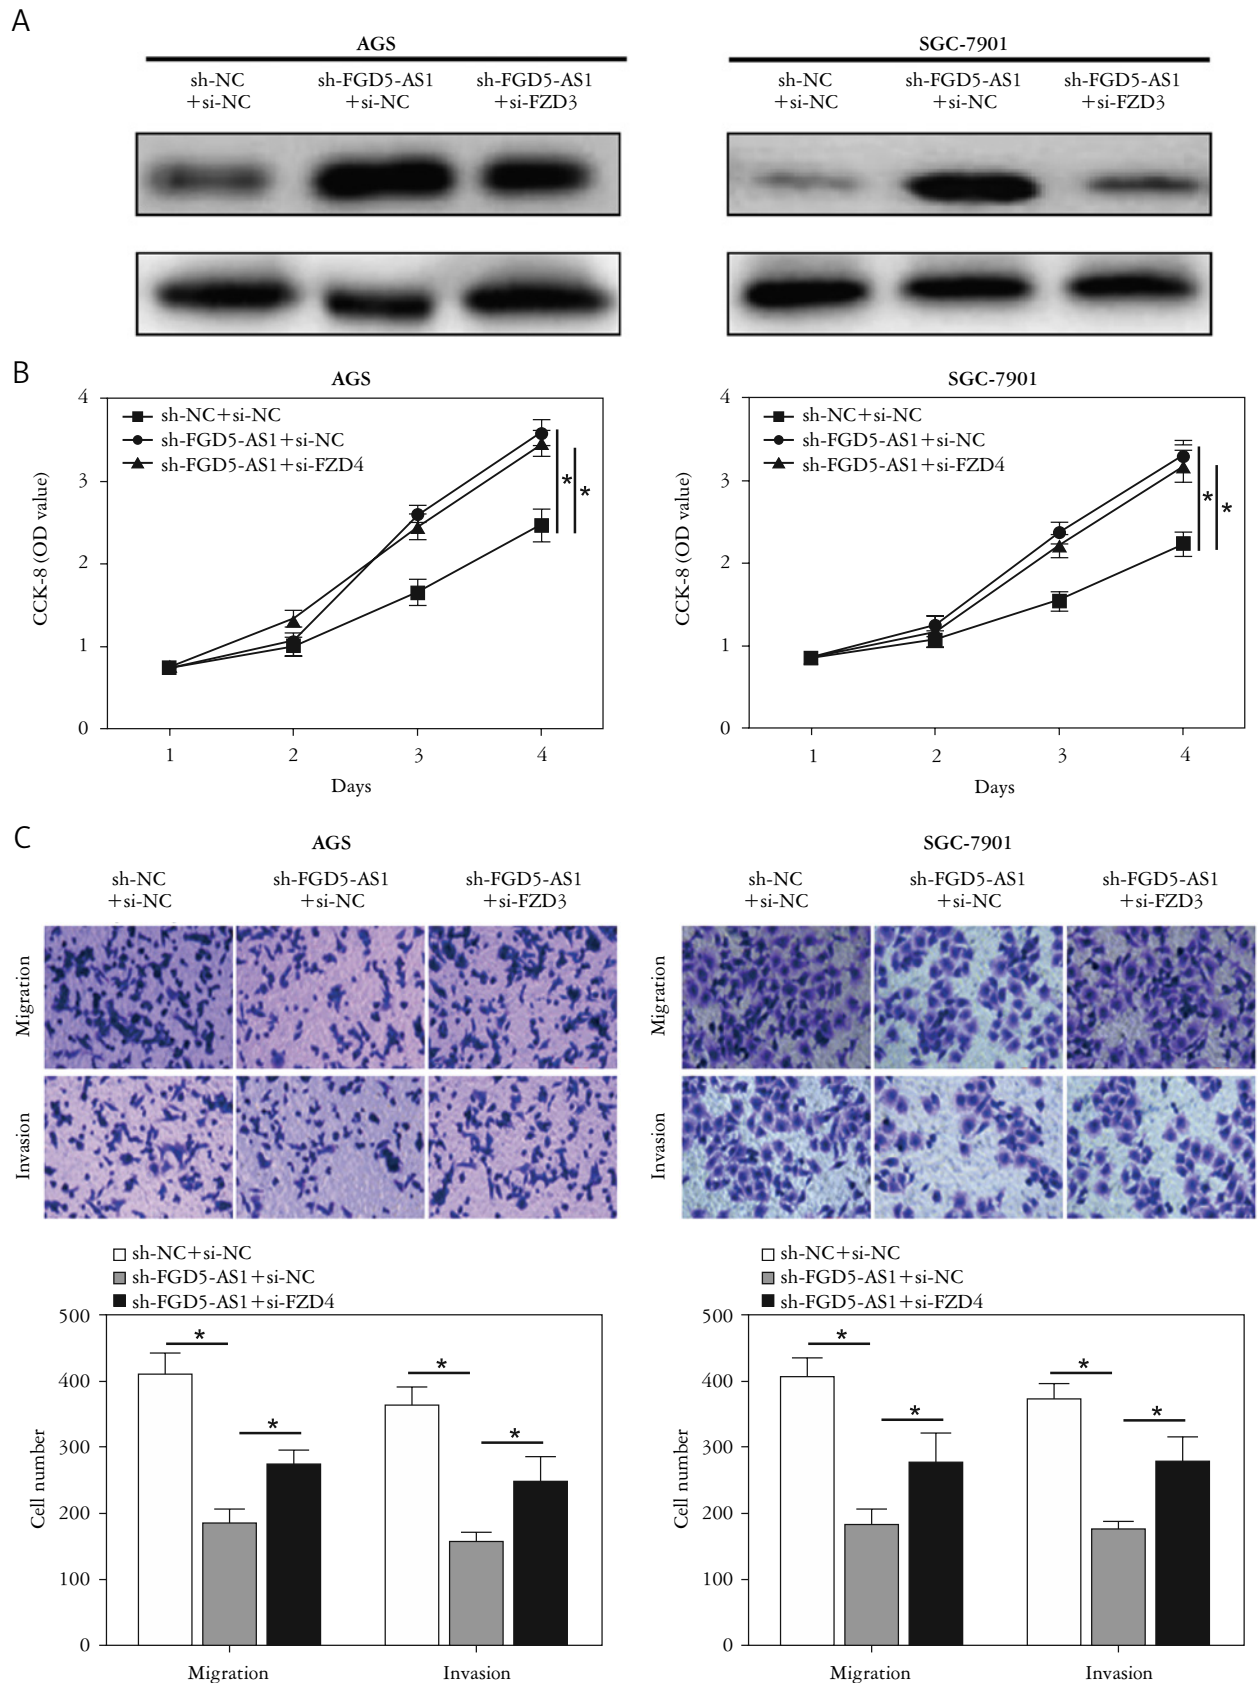 A
AGS
sh-NC +si-NC
sh-FGD5-AS1 +si-NC
sh-FGD5-AS1 +si-FZD3
SGC-7901
sh-NC +si-NC
sh-FGD5-AS1 +si-NC
sh-FGD5-AS1 +si-FZD3
B
AGS
sh-NC+si-NC
sh-FGD5-AS1+si-NC
sh-FGD5-AS1+si-FZD4
CCK-8 (OD value)
4
3
2
1
0
*
*
1 2 3 4
Days
SGC-7901
sh-NC+si-NC
sh-FGD5-AS1+si-NC
sh-FGD5-AS1+si-FZD4
CCK-8 (OD value)
4
3
2
1
0
*
*
1 2 3 4
Days
C
AGS
sh-NC +si-NC
sh-FGD5-AS1 +si-NC
sh-FGD5-AS1 +si-FZD3
Migration
Invasion
SGC-7901
sh-NC +si-NC
sh-FGD5-AS1 +si-NC
sh-FGD5-AS1 +si-FZD3
Migration
Invasion
sh-NC+si-NC
sh-FGD5-AS1+si-NC
sh-FGD5-AS1+si-FZD4
Cell number
500
400
300
200
100
0
*
*
*
*
Migration Invasion
sh-NC+si-NC
sh-FGD5-AS1+si-NC
sh-FGD5-AS1+si-FZD4
Cell number
500
400
300
200
100
0
*
*
*
*
Migration Invasion